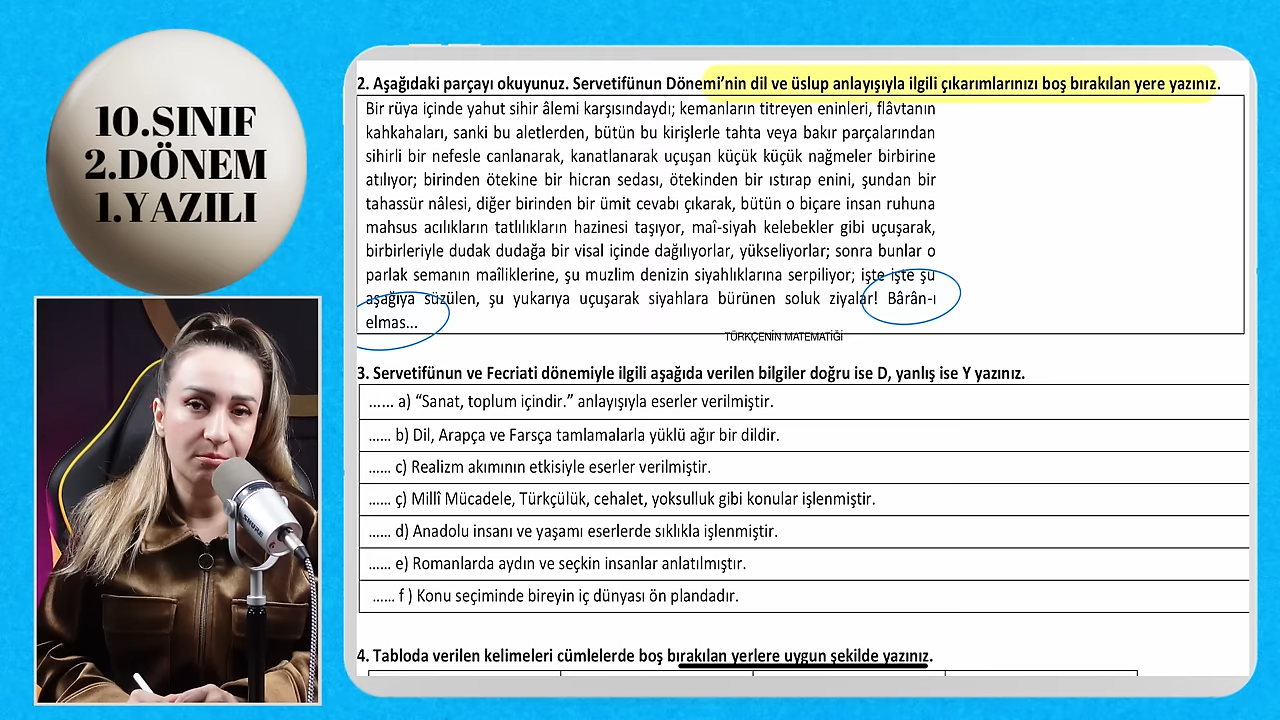 10.SINIF
2.DÖNEM
1.YAZILI
2. Aşağıdaki parçayı okuyunuz. Servetifünun Dönemi’nin dil ve üslup anlayışıyla ilgili çıkarımlarınızı boş bırakılan yere yazınız.
Bir rüya içinde yahut sihir âlemi karşısındaydı; kemanların titreyen eninleri, flâvtanın
kahkahaları, sanki bu aletlerden, bütün bu kirişlerle tahta veya bakır parçalarından
sihirli bir nefesle canlanarak, kanatlanarak uçuşan küçük küçük nağmeler birbirine
atılıyor; birinden ötekine bir hicran sedası, ötekinden bir ıstırap enini, şundan bir
tahassür nâlesi, diğer birinden bir ümit cevabı çıkarak, bütün o biçare insan ruhuna
mahsus acılıkların tatlılıkların hazinesi taşıyor, maî-siyah kelebekler gibi uçuşarak,
birbirleriyle dudak dudağa bir visal içinde dağılıyorlar, yükseliyorlar; sonra bunlar o
parlak semanın maîliklerine, şu muzlim denizin siyahlıklarına serpiliyor; işte işte şu
aşağıya süzülen, şu yukarıya uçuşarak siyahlara bürünen soluk ziyalar! Bârân-ı
elmas...
TÜRKÇENİN MATEMATİĞİ
3. Servetifünun ve Fecriati dönemiyle ilgili aşağıda verilen bilgiler doğru ise D, yanlış ise Y yazınız.
...... a) “Sanat, toplum içindir.” anlayışıyla eserler verilmiştir.
...... b) Dil, Arapça ve Farsça tamlamalarla yüklü ağır bir dildir.
...... c) Realizm akımının etkisiyle eserler verilmiştir.
...... ç) Millî Mücadele, Türkçülük, cehalet, yoksulluk gibi konular işlenmiştir.
...... d) Anadolu insanı ve yaşamı eserlerde sıklıkla işlenmiştir.
...... e) Romanlarda aydın ve seçkin insanlar anlatılmıştır.
...... f ) Konu seçiminde bireyin iç dünyası ön plandadır.
4. Tabloda verilen kelimeleri cümlelerde boş bırakılan yerlere uygun şekilde yazınız.
SHURE